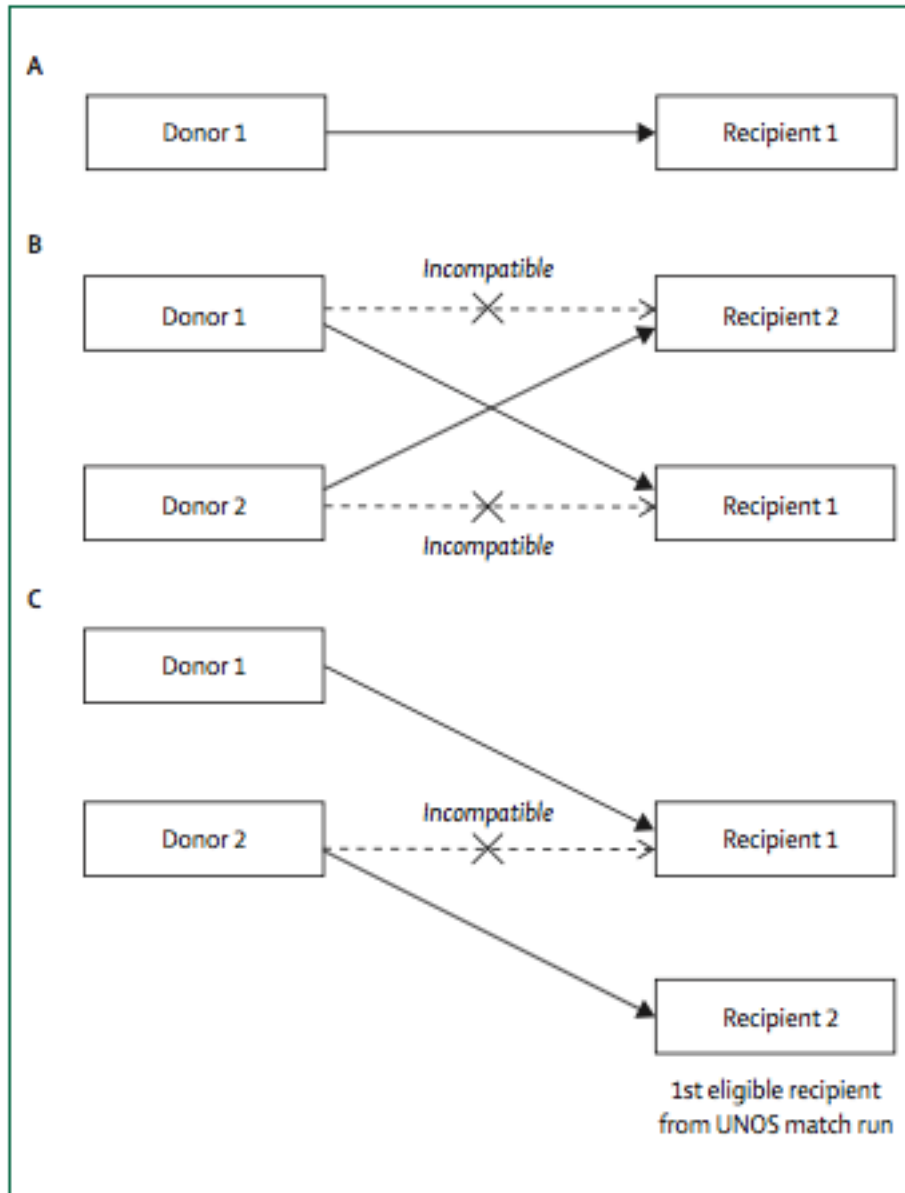 A
Donor 1
Recipient 1
B
Incompatible
Donor 1
Recipient 2
Donor 2
Recipient 1
Incompatible
C
Donor 1
Incompatible
Donor 2
Recipient 1
Recipient 2
1st eligible recipient
from UNOS match run